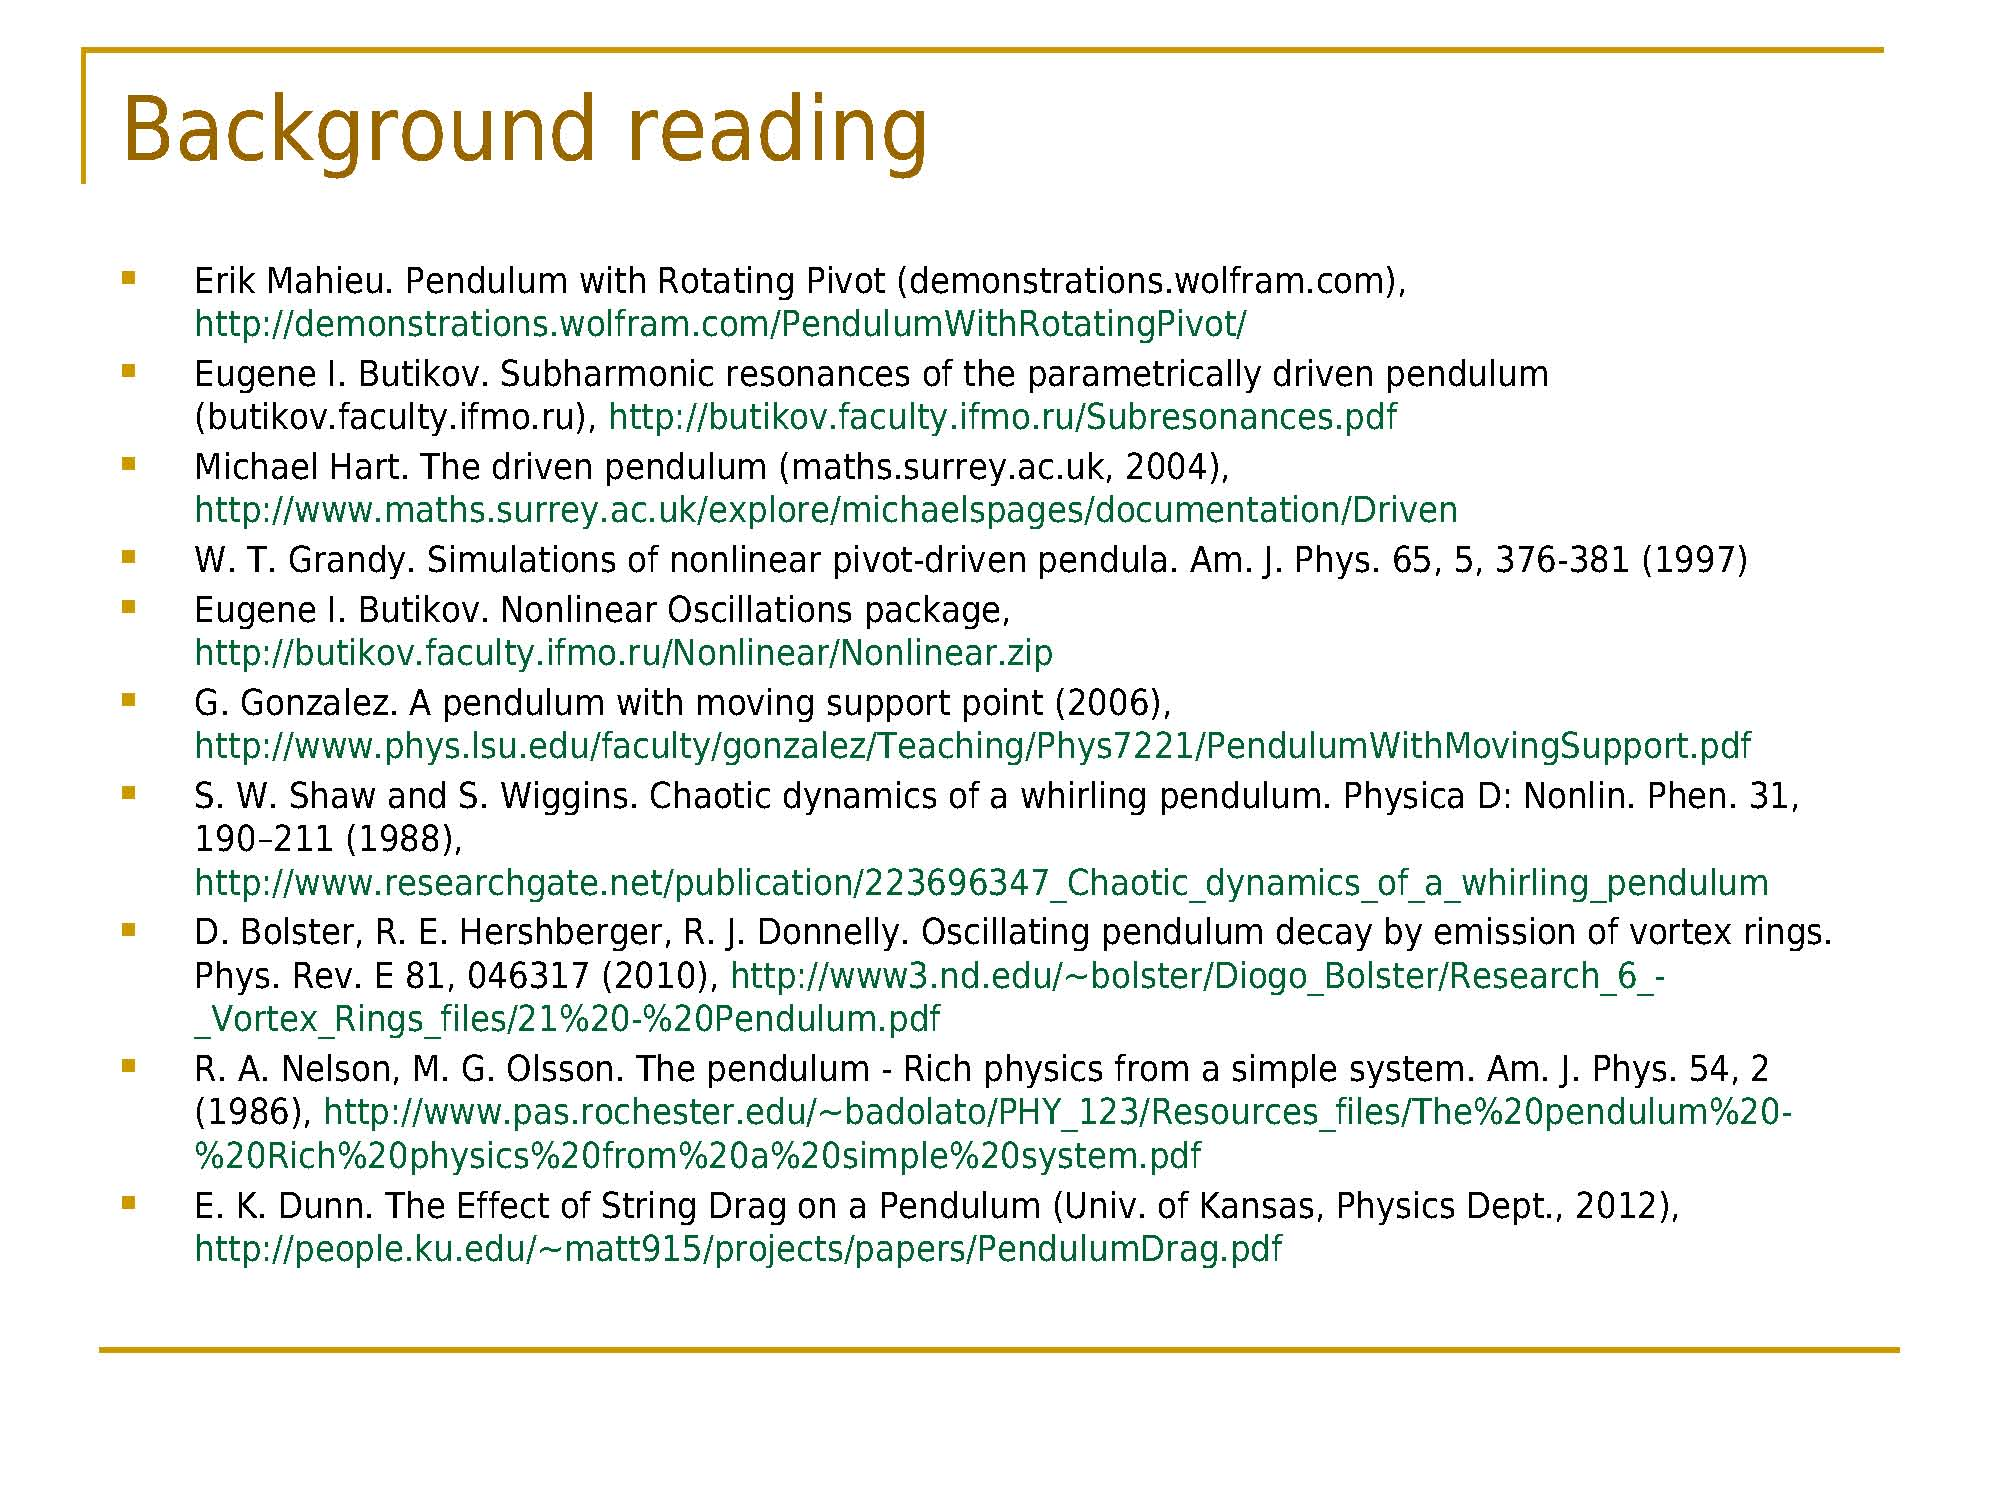 Background reading
Erik Mahieu. Pendulum with Rotating Pivot (demonstrations.wolfram.com),
http://demonstrations.wolfram.com/PendulumWithRotatingPivot/
Eugene I. Butikov. Subharmonic resonances of the parametrically driven pendulum
(butikov.faculty.ifmo.ru), http://butikov.faculty.ifmo.ru/Subresonances.pdf
Michael Hart. The driven pendulum (maths.surrey.ac.uk, 2004),
http://www.maths.surrey.ac.uk/explore/michaelspages/documentation/Driven
W. T. Grandy. Simulations of nonlinear pivot-driven pendula. Am. J. Phys. 65, 5, 376-381 (1997)
Eugene I. Butikov. Nonlinear Oscillations package,
http://butikov.faculty.ifmo.ru/Nonlinear/Nonlinear.zip
G. Gonzalez. A pendulum with moving support point (2006),
http://www.phys.lsu.edu/faculty/gonzalez/Teaching/Phys7221/PendulumWithMovingSupport.pdf
S. W. Shaw and S. Wiggins. Chaotic dynamics of a whirling pendulum. Physica D: Nonlin. Phen. 31,
190–211 (1988),
http://www.researchgate.net/publication/223696347_Chaotic_dynamics_of_a_whirling_pendulum
D. Bolster, R. E. Hershberger, R. J. Donnelly. Oscillating pendulum decay by emission of vortex rings.
Phys. Rev. E 81, 046317 (2010), http://www3.nd.edu/~bolster/Diogo_Bolster/Research_6_-
_Vortex_Rings_files/21%20-%20Pendulum.pdf
R. A. Nelson, M. G. Olsson. The pendulum - Rich physics from a simple system. Am. J. Phys. 54, 2
(1986), http://www.pas.rochester.edu/~badolato/PHY_123/Resources_files/The%20pendulum%20-
%20Rich%20physics%20from%20a%20simple%20system.pdf
E. K. Dunn. The Effect of String Drag on a Pendulum (Univ. of Kansas, Physics Dept., 2012),
http://people.ku.edu/~matt915/projects/papers/PendulumDrag.pdf